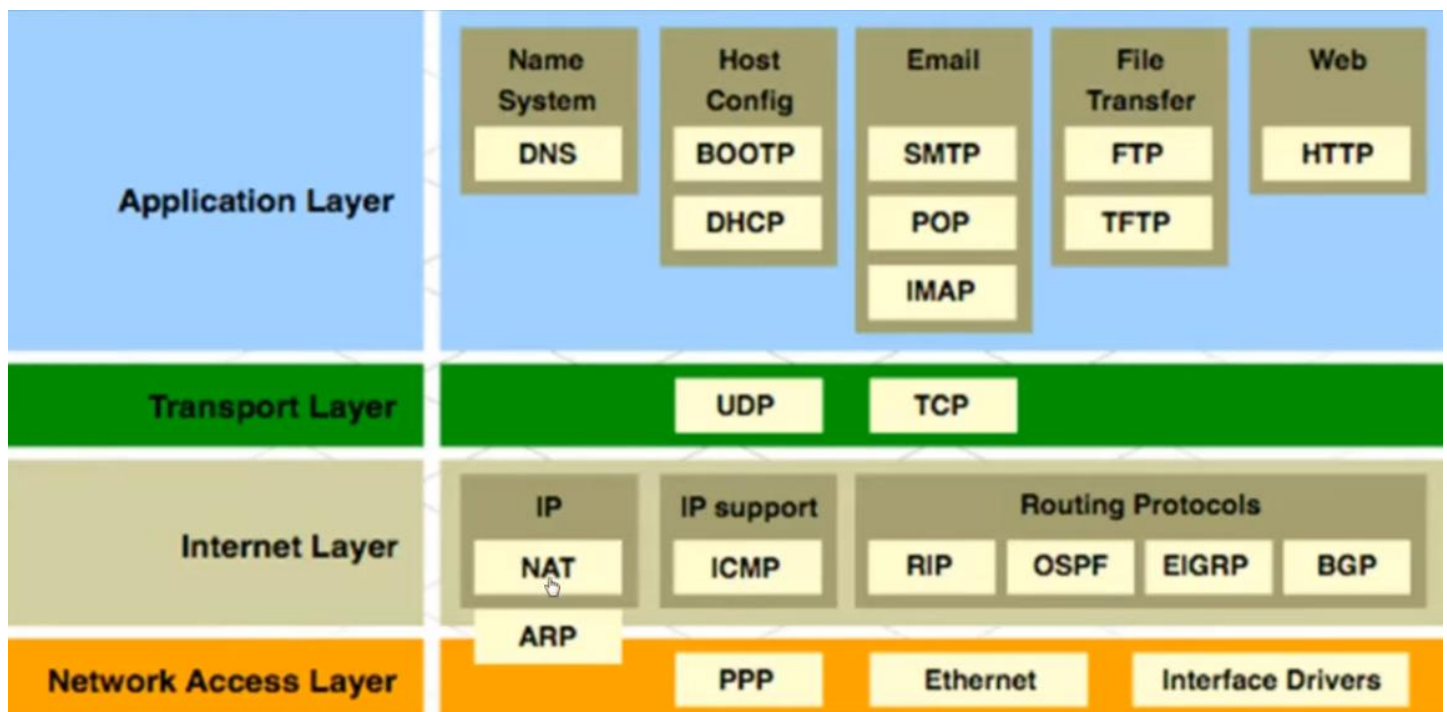 Application Layer
Name
System
DNS
Host
Config
BOOTP
DHCP
Email
SMTP
POP
IMAP
File
Transfer
FTP
TFTP
Web
HTTP
Transport Layer
UDP
TCP
Internet Layer
IP
NAT
ARP
IP support
ICMP
Routing Protocols
RIP
OSPF
EIGRP
BGP
Network Access Layer
PPP
Ethernet
Interface Drivers